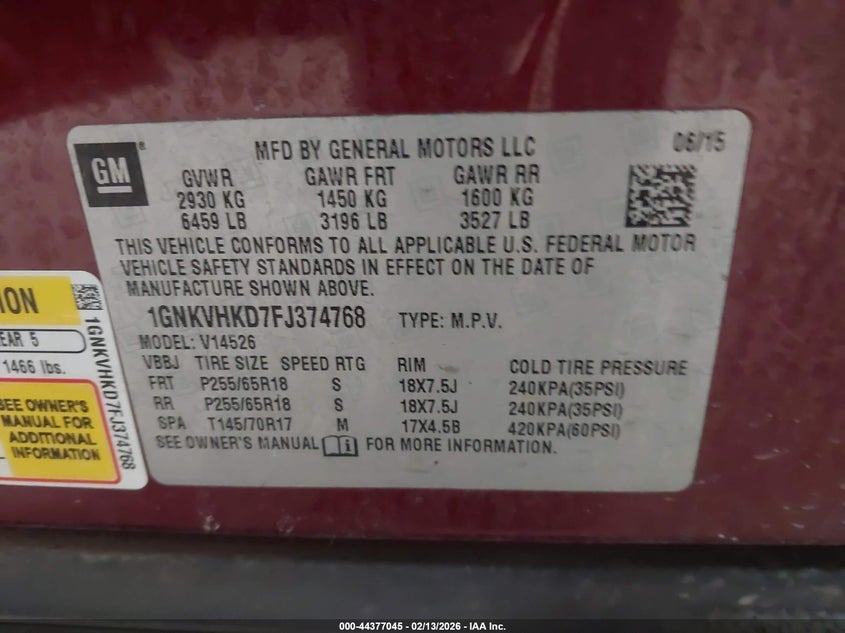 GM
®
MFD BY GENERAL MOTORS LLC
06/15
GVWR GAWR FRT GAWR RR
2930 KG 1450 KG 1600 KG
6459 LB 3196 LB 3527 LB
THIS VEHICLE CONFORMS TO ALL APPLICABLE U.S. FEDERAL MOTOR
VEHICLE SAFETY STANDARDS IN EFFECT ON THE DATE OF
MANUFACTURE SHOWN ABOVE.
1GNKVHKD7FJ374768 TYPE: M.P.V.
MODEL: V14526
VBBJ TIRE SIZE SPEED RTG RIM COLD TIRE PRESSURE
FRT P255/65R18 S 18X7.5J 240KPA(35PSI)
RR P255/65R18 S 18X7.5J 240KPA(35PSI)
SPA T145/70R17 M 17X4.5B 420KPA(60PSI)
SEE OWNER'S MANUAL i FOR MORE INFORMATION.
ION
EAR 5
1466 lbs.
SEE OWNER'S
MANUAL FOR
ADDITIONAL
INFORMATION
1GNKVHKD7FJ374768
000-44377045 - 02/13/2026 - IAA Inc.